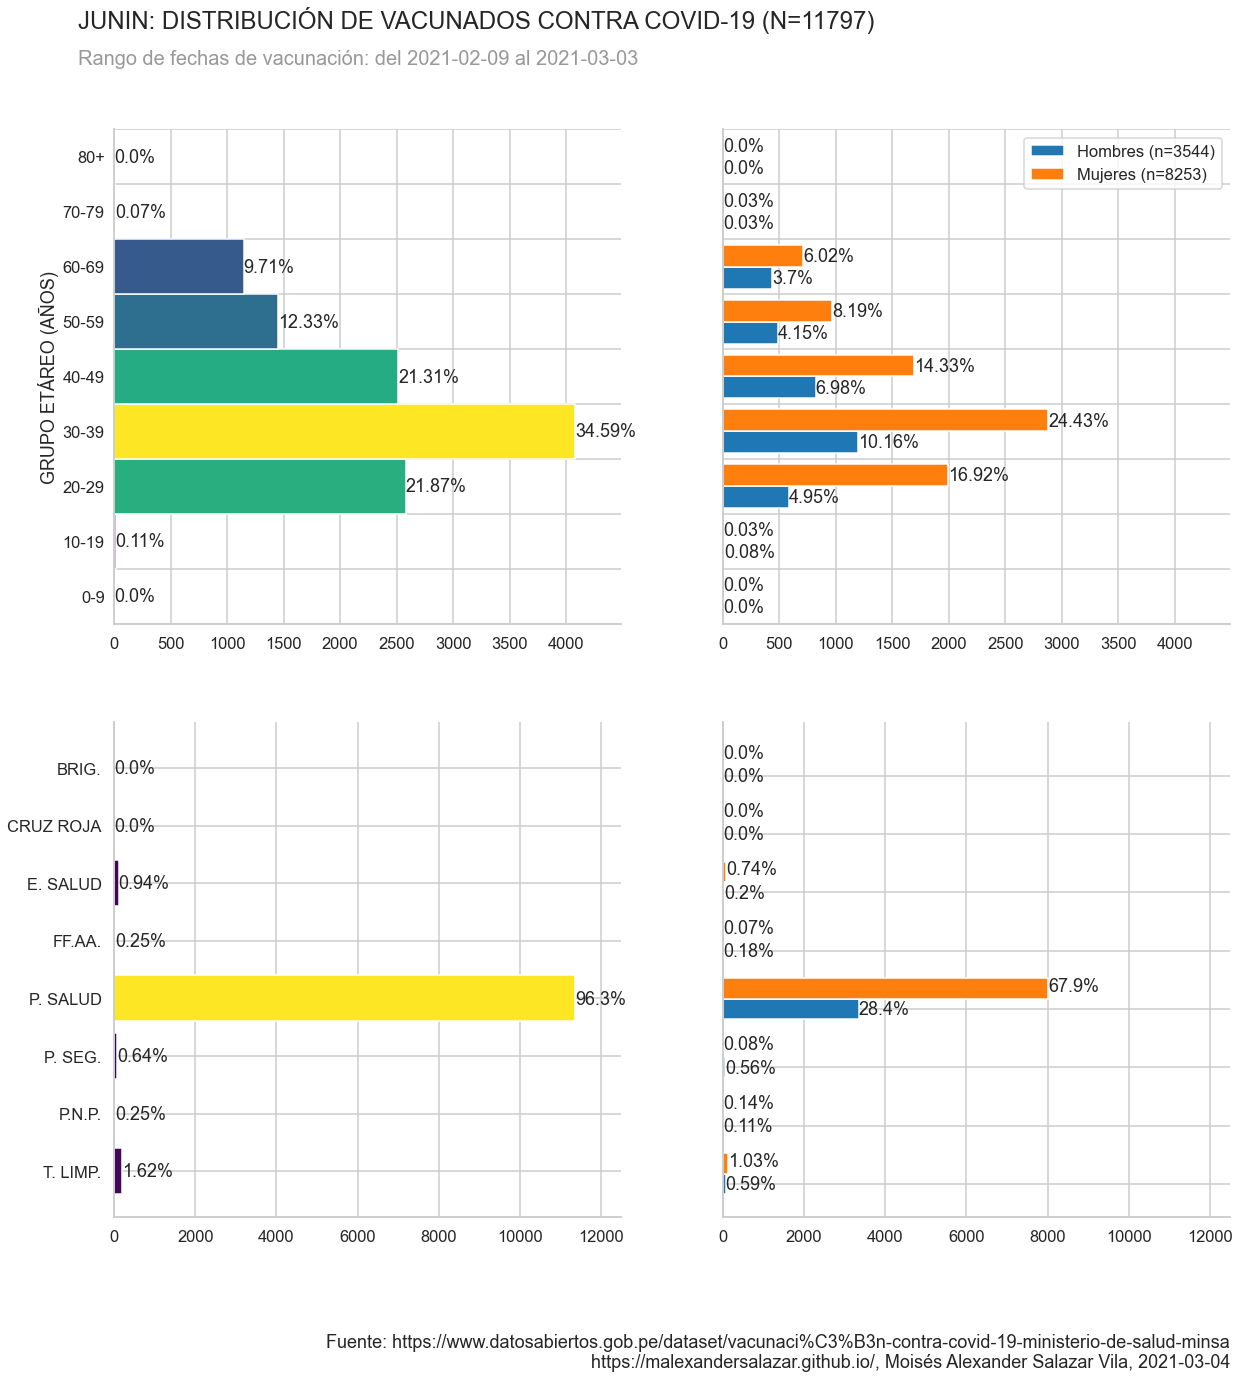 JUNIN: DISTRIBUCIÓN DE VACUNADOS CONTRA COVID-19 (N=11797)
Rango de fechas de vacunación: del 2021-02-09 al 2021-03-03
GRUPO ETÁREO (AÑOS)
80+ 0.0%
70-79 0.07%
60-69 9.71%
50-59 12.33%
40-49 21.31%
30-39 34.59%
20-29 21.87%
10-19 0.11%
0-9 0.0%
0 500 1000 1500 2000 2500 3000 3500 4000
Hombres (n=3544)
Mujeres (n=8253)
0.0%
0.0%
0.03%
0.03%
6.02%
3.7%
8.19%
4.15%
14.33%
6.98%
24.43%
10.16%
16.92%
4.95%
0.03%
0.08%
0.0%
0.0%
0 500 1000 1500 2000 2500 3000 3500 4000
BRIG. 0.0%
CRUZ ROJA 0.0%
E. SALUD 0.94%
FF.AA. 0.25%
P. SALUD 96.3%
P. SEG. 0.64%
P.N.P. 0.25%
T. LIMP. 1.62%
0 2000 4000 6000 8000 10000 12000
0.0%
0.0%
0.0%
0.0%
0.74%
0.2%
0.07%
0.18%
67.9%
28.4%
0.08%
0.56%
0.14%
0.11%
1.03%
0.59%
0 2000 4000 6000 8000 10000 12000
Fuente: https://www.datosabiertos.gob.pe/dataset/vacunaci%C3%B3n-contra-covid-19-ministerio-de-salud-minsa
https://malexandersalazar.github.io/, Moisés Alexander Salazar Vila, 2021-03-04